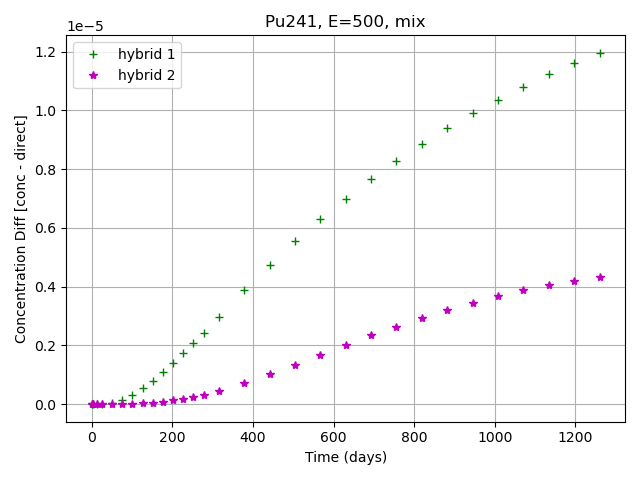 Pu241, E=500, mix
1e−5
hybrid 1
hybrid 2
Concentration Diff [conc - direct]
1.2
1.0
0.8
0.6
0.4
0.2
0.0
0 200 400 600 800 1000 1200
Time (days)